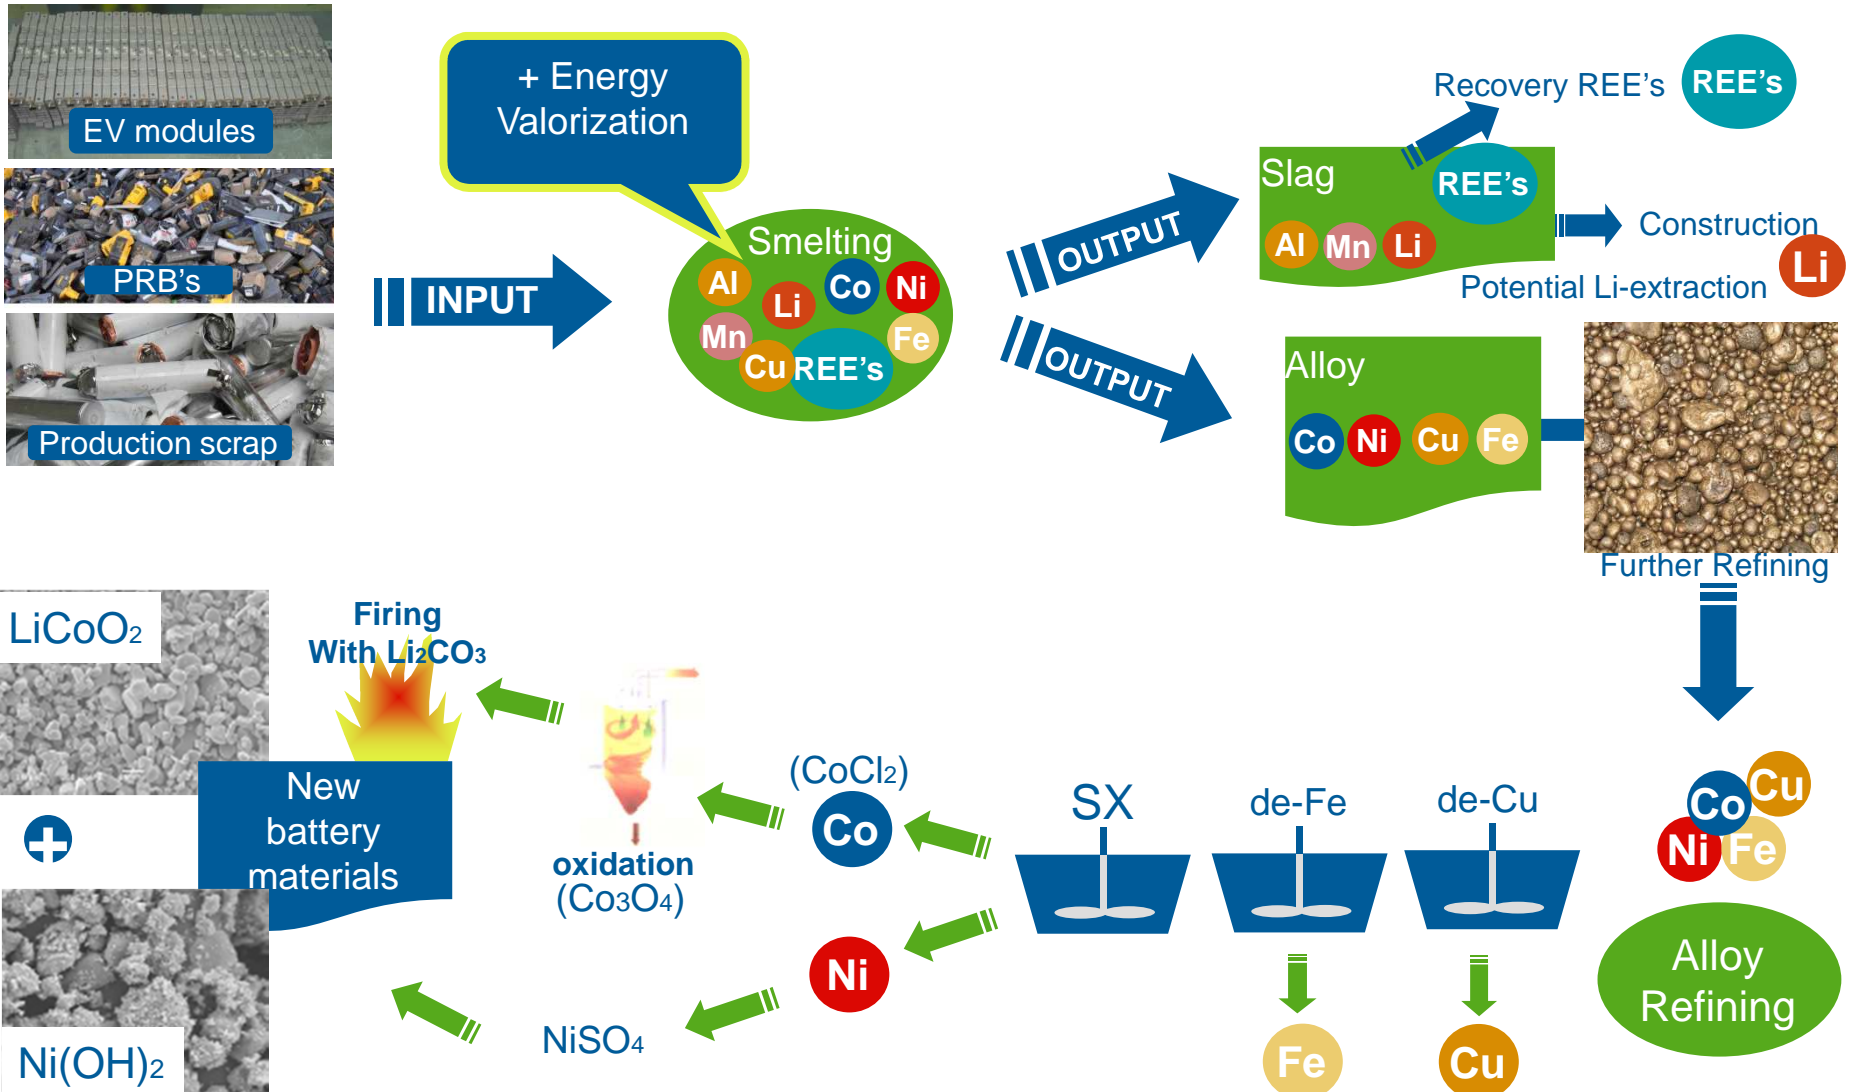 EV modules
PRB's
Production scrap
INPUT
+ Energy
Valorization
Smelting
Al
Li
Co
Ni
Mn
Cu
REE's
Fe
OUTPUT
OUTPUT
Recovery REE's
REE's
Slag
REE's
Al
Mn
Li
Construction
Potential Li-extraction
Li
Alloy
Co
Ni
Cu
Fe
Further Refining
Cu
Co
Ni
Fe
Alloy
Refining
de-Cu
Cu
de-Fe
Fe
SX
(CoCl₂)
Co
Ni
NiSO₄
oxidation
(Co₃O₄)
Firing
With Li₂CO₃
New
battery
materials
LiCoO₂
+
Ni(OH)₂